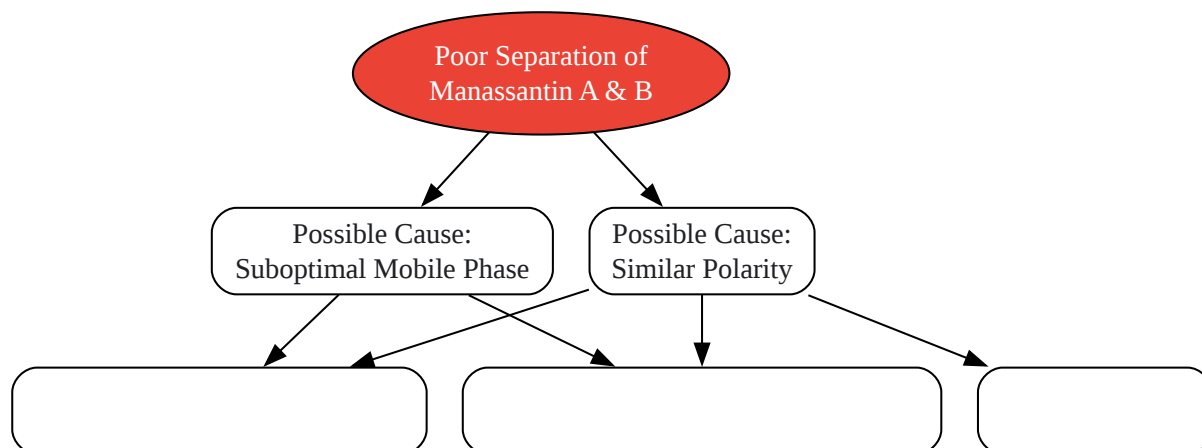 Poor Separation of
Manassantin A & B
Possible Cause:
Suboptimal Mobile Phase
Possible Cause:
Similar Polarity